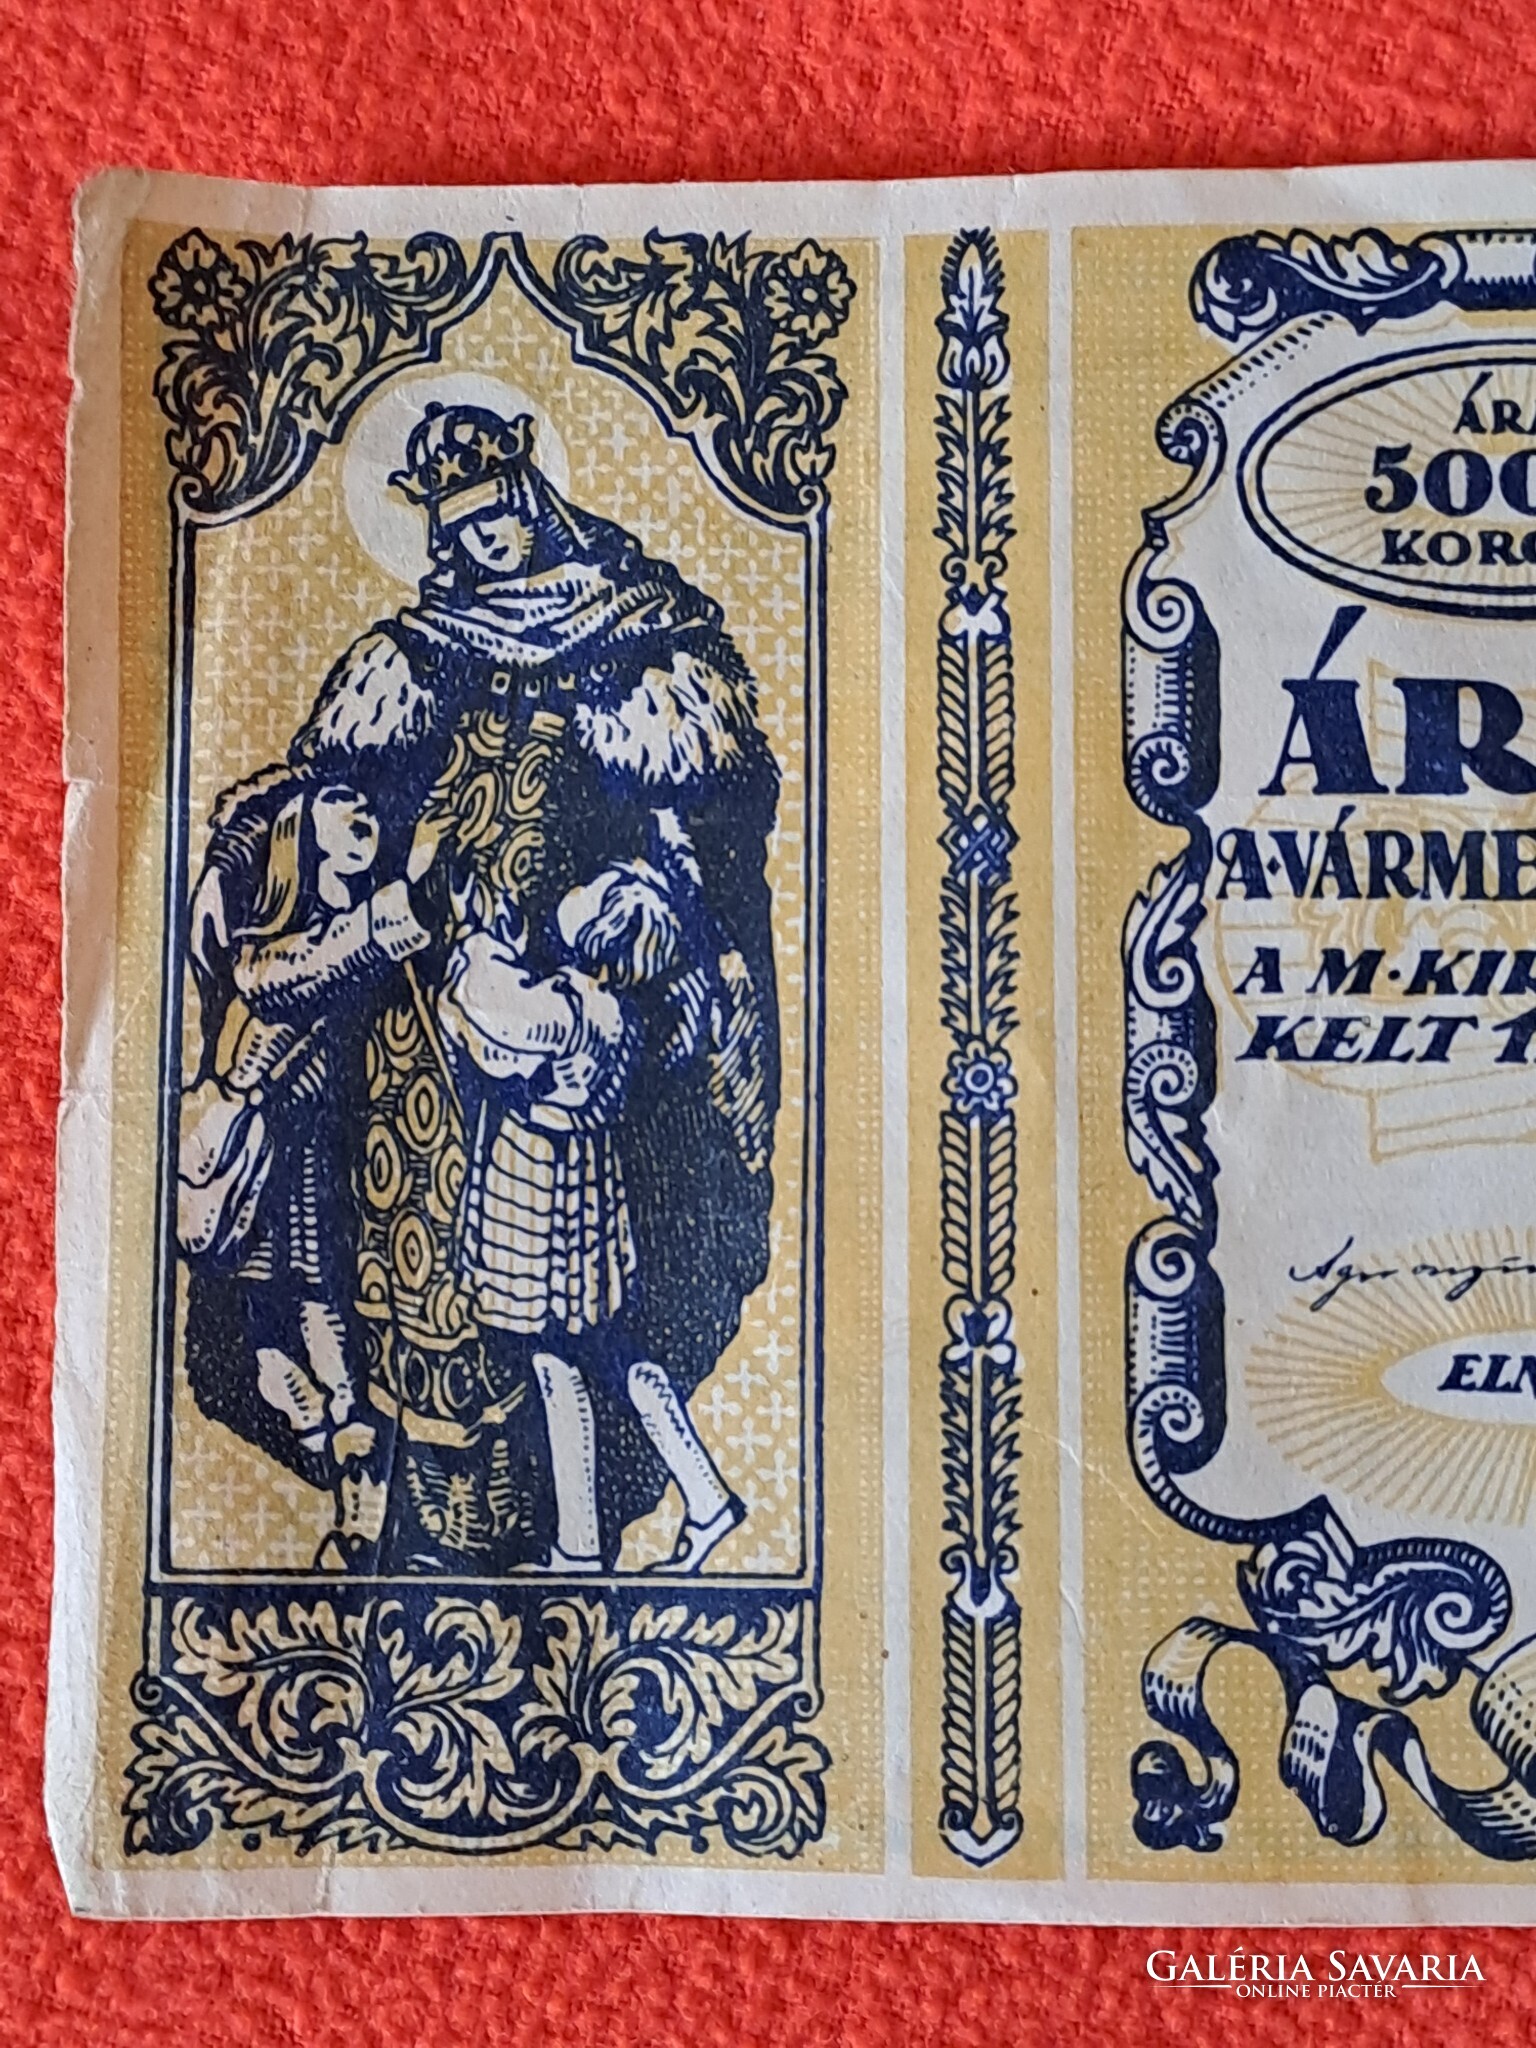 ÁRA
500
KORO
ÁR
A·VÁRME
A M·KIR
KELT 1
ELN
GALÉRIA SAVARIA
ONLINE PIACTÉR